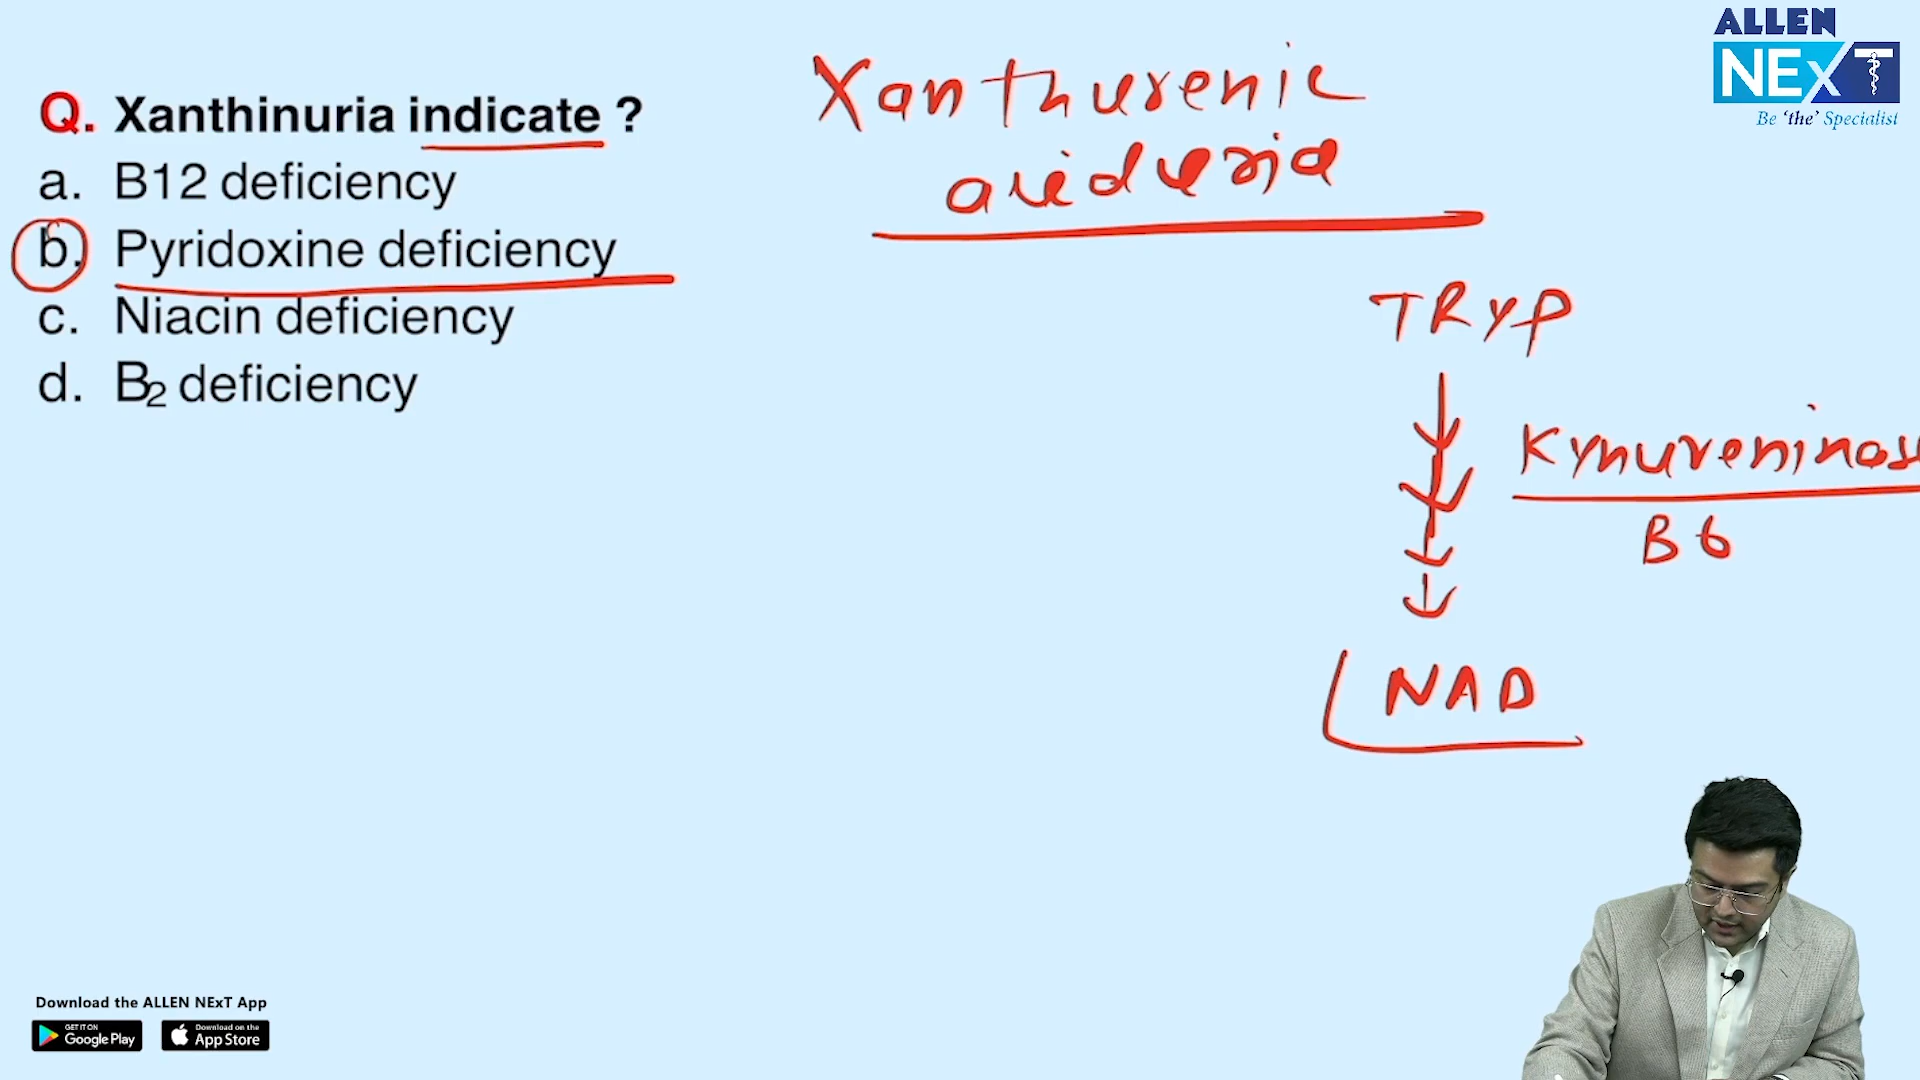 ALLEN
NExT
Be 'the' Specialist
Q. Xanthinuria indicate ?
a. B12 deficiency
b. Pyridoxine deficiency
c. Niacin deficiency
d. B2 deficiency
Xanthurenic
aciduria
TRYP
Kynureninase
B6
NAD
Download the ALLEN NExT App
GET IT ON
Google Play
Download on the
App Store